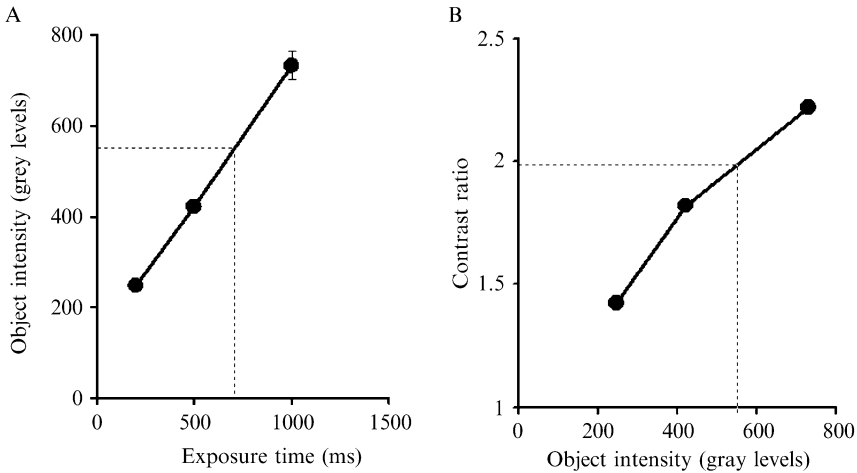 A
800
600
400
200
0
Object intensity (grey levels)
0 500 1000 1500
Exposure time (ms)
B
2.5
2
1.5
1
Contrast ratio
0 200 400 600 800
Object intensity (gray levels)